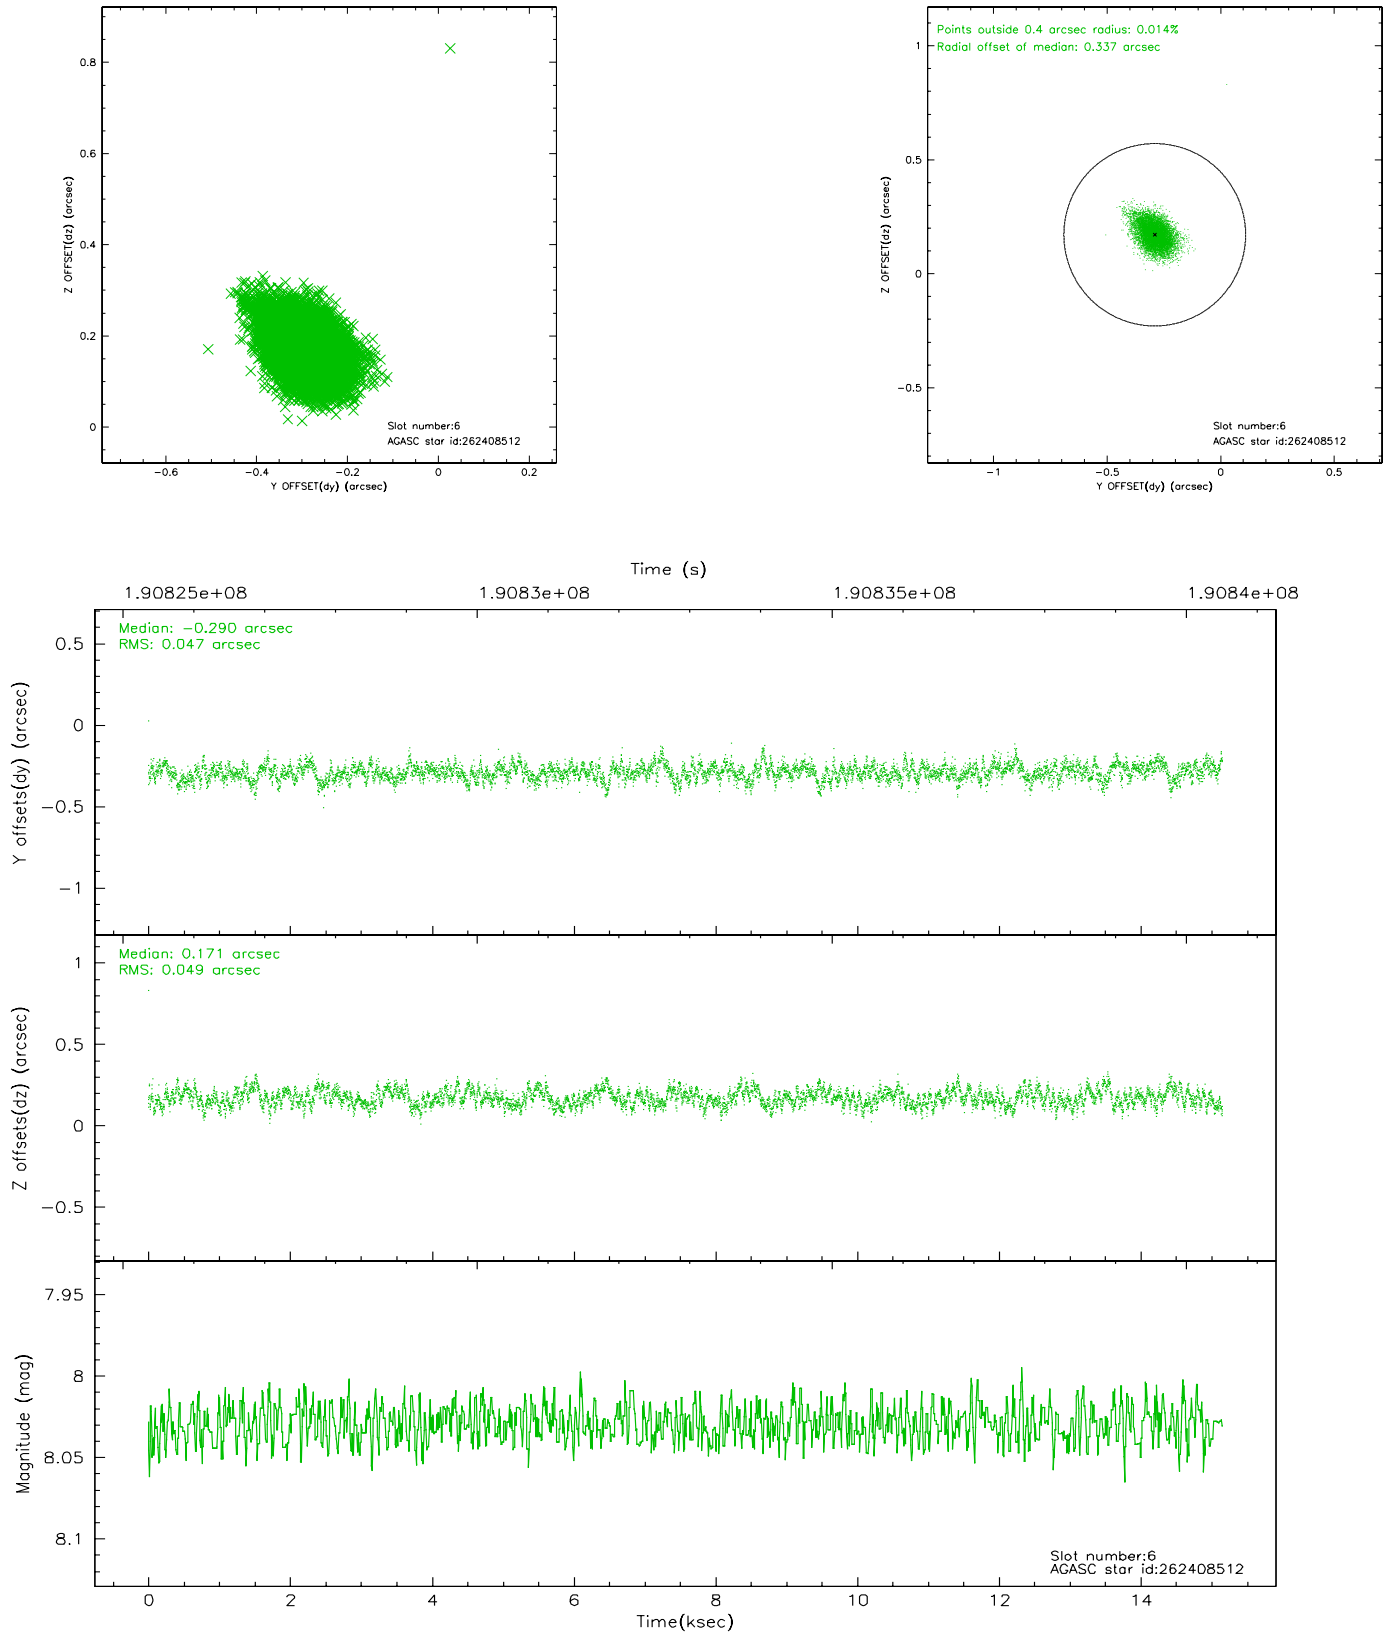 0.8
0.6
0.4
0.2
0
Z OFFSET(dz) (arcsec)
Slot number:6
AGASC star id:262408512
−0.6 −0.4 −0.2 0 0.2
Y OFFSET(dy) (arcsec)
Points outside 0.4 arcsec radius: 0.014%
Radial offset of median: 0.337 arcsec
1
0.5
0
−0.5
Z OFFSET(dz) (arcsec)
Slot number:6
AGASC star id:262408512
−1 −0.5 0 0.5
Y OFFSET(dy) (arcsec)
Time (s)
1.90825e+08 1.9083e+08 1.90835e+08 1.9084e+08
Median: −0.290 arcsec
RMS: 0.047 arcsec
0.5
0
−0.5
−1
Y offsets(dy) (arcsec)
Median: 0.171 arcsec
RMS: 0.049 arcsec
1
0.5
0
−0.5
Z offsets(dz) (arcsec)
7.95
8
8.05
8.1
Magnitude (mag)
Slot number:6
AGASC star id:262408512
0 2 4 6 8 10 12 14
Time(ksec)